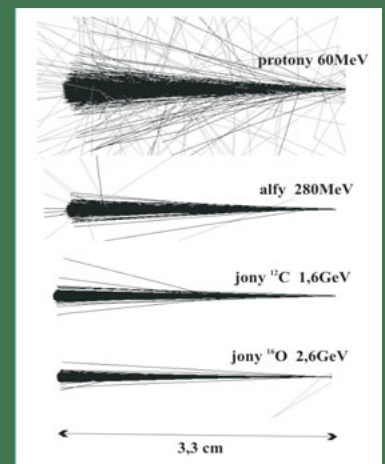 protony 60MeV
alfy 280MeV
jony ¹²C 1,6GeV
jony ¹⁶O 2,6GeV
3,3 cm